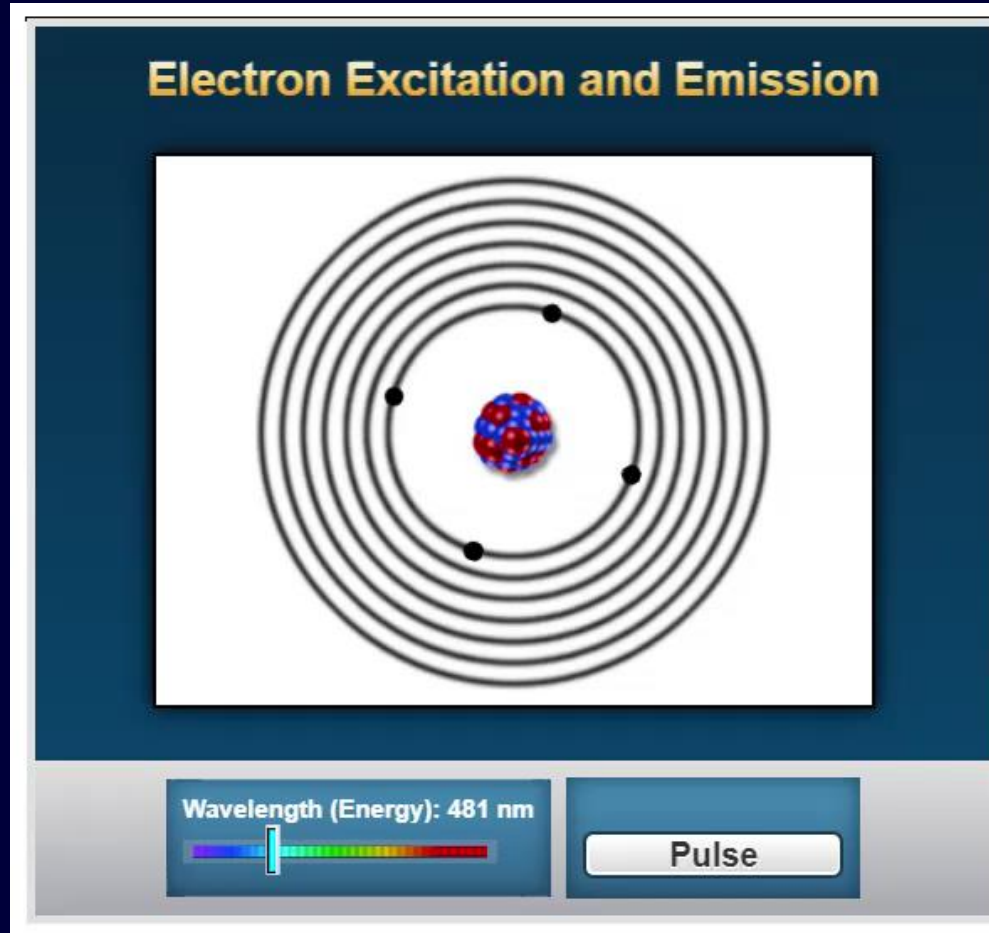 Electron Excitation and Emission
Wavelength (Energy): 481 nm
Pulse